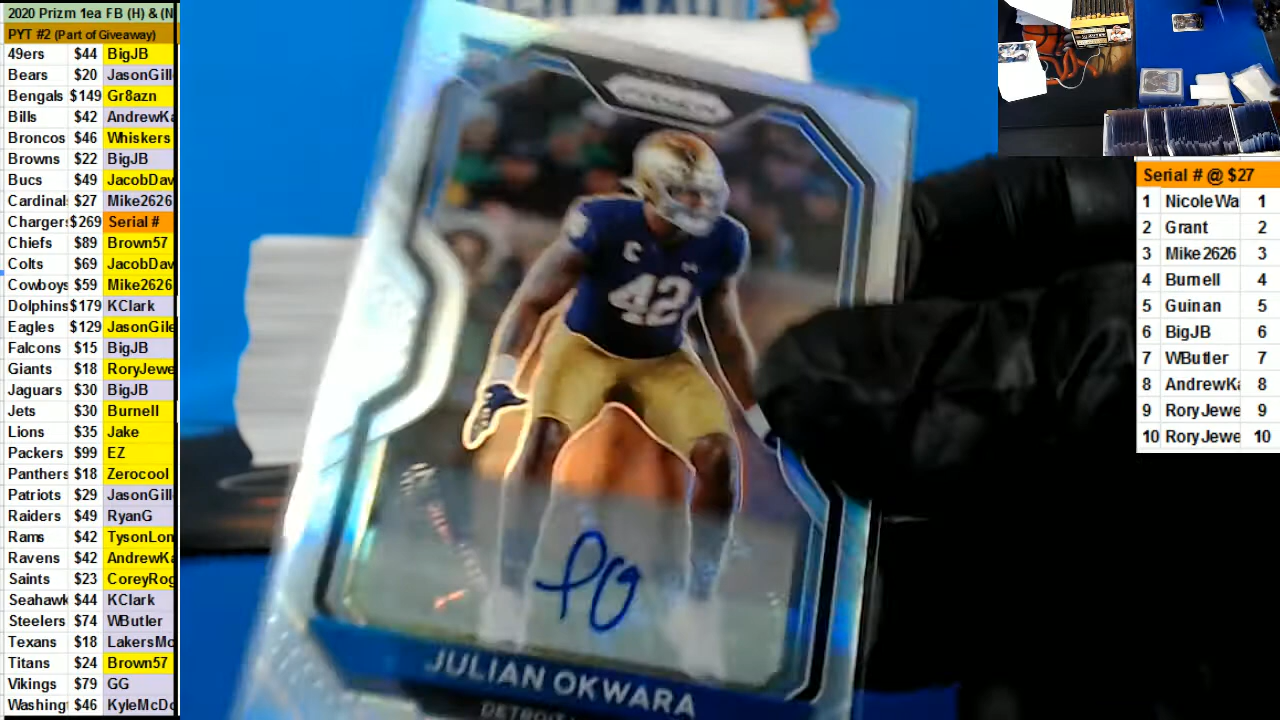 2020 Prizm 1ea FB (H) & (N
PYT #2 (Part of Giveaway)
49ers $44 BigJB
Bears $20 JasonGill
Bengals $149 Gr8azn
Bills $42 AndrewKa
Broncos $46 Whiskers
Browns $22 BigJB
Bucs $49 JacobDav
Cardinal $27 Mike2626
Charger $269 Serial #
Chiefs $89 Brown57
Colts $69 JacobDav
Cowboys $59 Mike2626
Dolphins $179 KClark
Eagles $129 JasonGile
Falcons $15 BigJB
Giants $18 RoryJewe
Jaguars $30 BigJB
Jets $30 Burnell
Lions $35 Jake
Packers $99 EZ
Panthers $18 Zerocool
Patriots $29 JasonGill
Raiders $49 RyanG
Rams $42 TysonLon
Ravens $42 AndrewKa
Saints $23 CoreyRog
Seahawk $44 KClark
Steelers $74 WButler
Texans $18 LakersMc
Titans $24 Brown57
Vikings $79 GG
Washing $46 KyleMcDo
PRIZM
C
42
JULIAN OKWARA
DETROIT
Serial # @ $27
1 NicoleWa 1
2 Grant 2
3 Mike2626 3
4 Burnell 4
5 Guinan 5
6 BigJB 6
7 WButler 7
8 AndrewKa 8
9 RoryJewe 9
10 RoryJewe 10